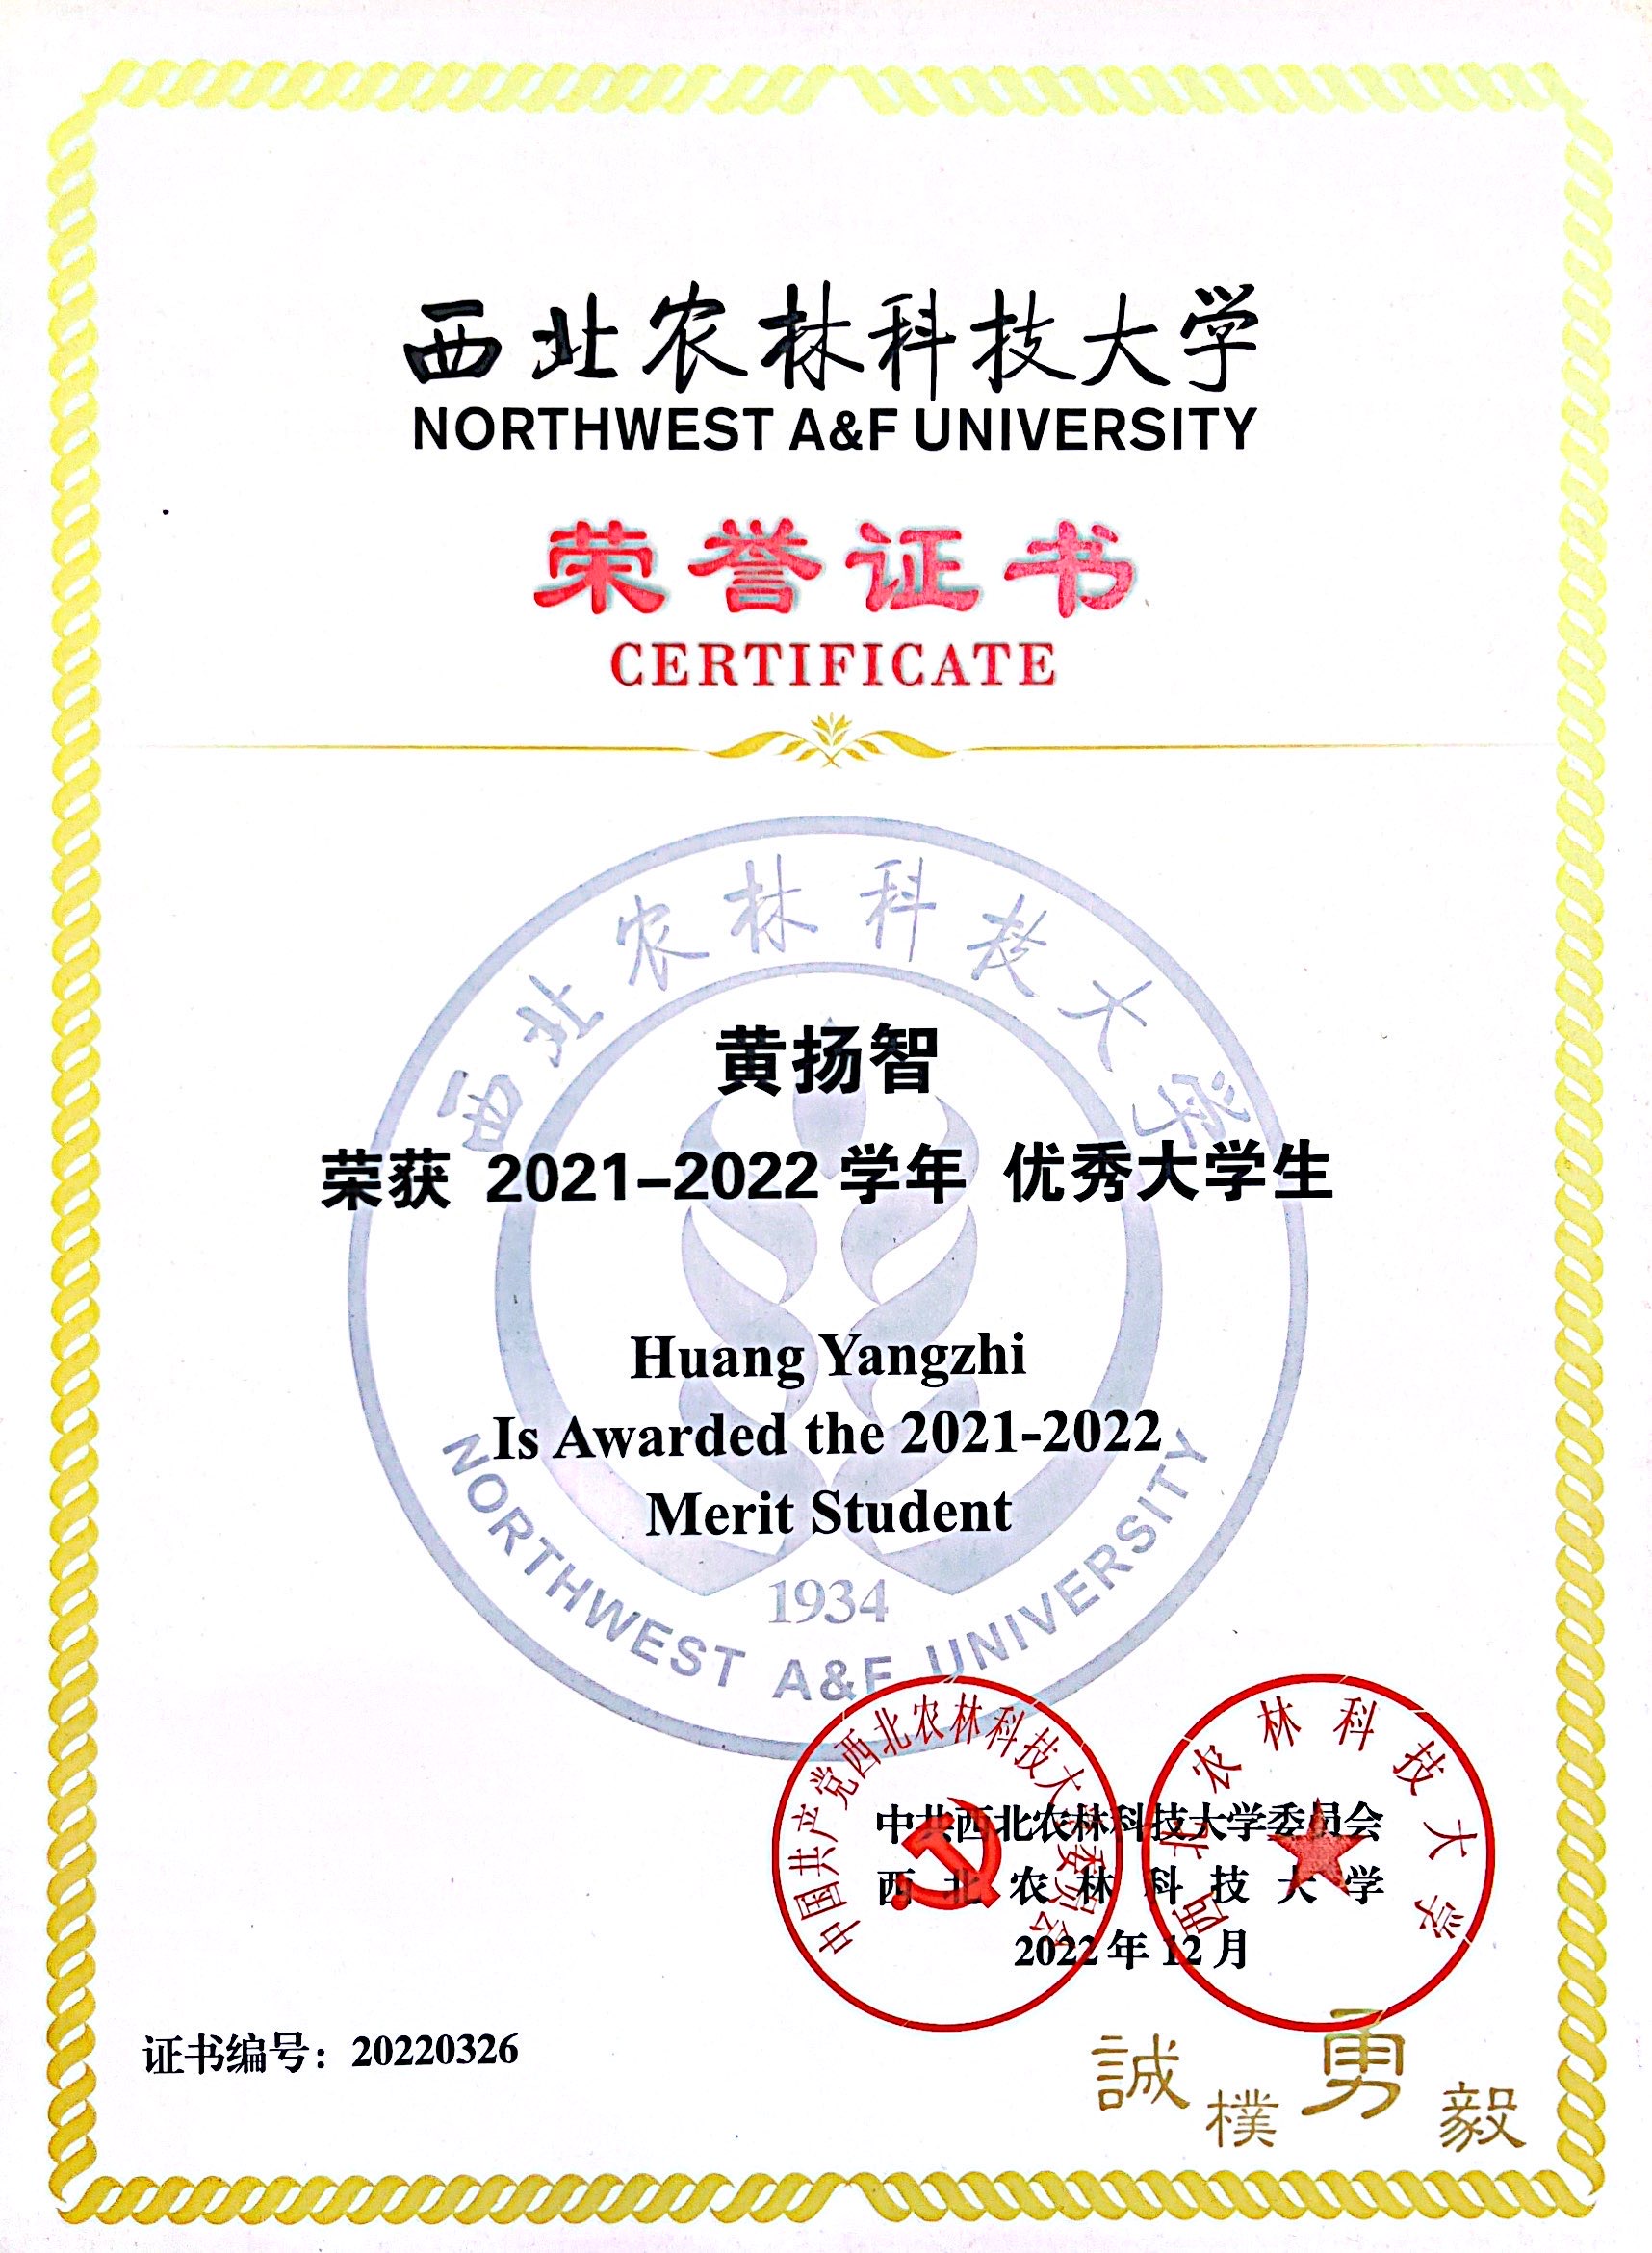 西北农林科技大学
NORTHWEST A&F UNIVERSITY
荣誉证书
CERTIFICATE
西北农林科技大学
黄扬智
荣获 2021-2022 学年 优秀大学生
Huang Yangzhi
Is Awarded the 2021-2022
Merit Student
1934
NORTHWEST A&F UNIVERSITY
中国共产党西北农林科技大学委员会
西北农林科技大学
中共西北农林科技大学委员会
西北农林科技大学
2022年12月
证书编号：20220326
誠樸勇毅